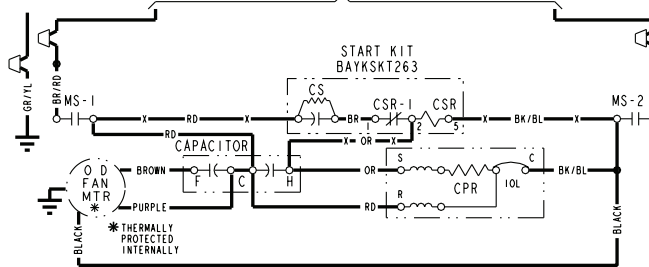 START KIT
BAYKSKT263
GR/YL
BR/RD
MS-1
X
RD
X
CS
BR
CSR-1
CSR
2
5
X
BK/BL
X
MS-2
RD
X
OR
X
CAPACITOR
OD
FAN
MTR
*
BROWN
F
C
H
OR
S
C
BK/BL
CPR
IOL
R
RD
PURPLE
BLACK
* THERMALLY
PROTECTED
INTERNALLY
BLACK